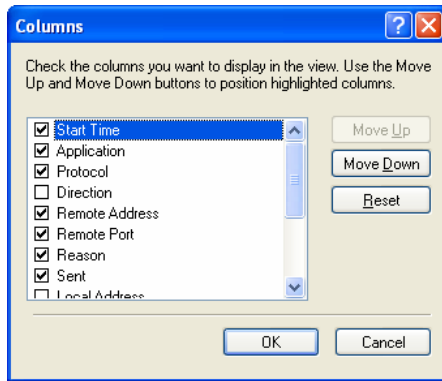 Columns
Check the columns you want to display in the view. Use the Move
Up and Move Down buttons to position highlighted columns.
Start Time
Application
Protocol
Direction
Remote Address
Remote Port
Reason
Sent
Local Address
Move Up
Move Down
Reset
OK
Cancel